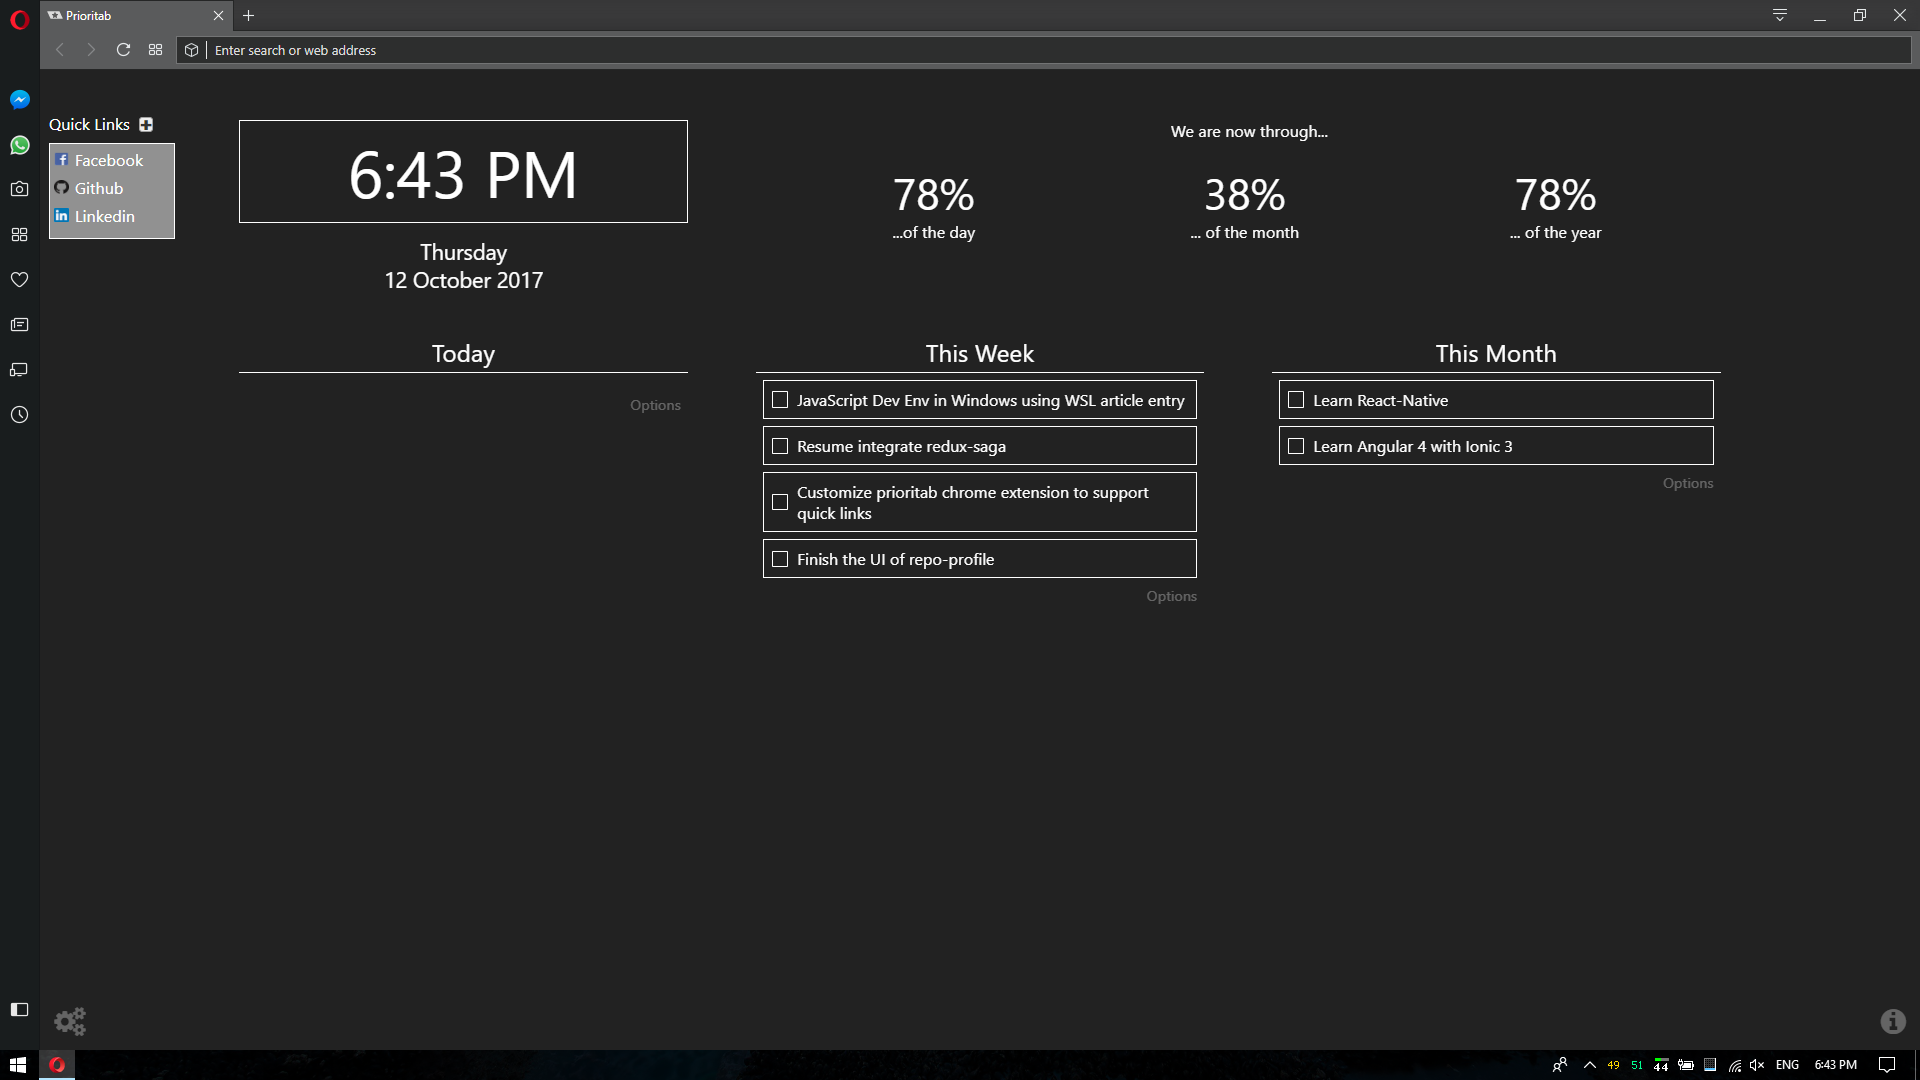 Prioritab
Enter search or web address
Quick Links
Facebook
Github
Linkedin
6:43 PM
Thursday
12 October 2017
We are now through...
78%
...of the day
38%
... of the month
78%
... of the year
Today
Options
This Week
JavaScript Dev Env in Windows using WSL article entry
Resume integrate redux-saga
Customize prioritab chrome extension to support
quick links
Finish the UI of repo-profile
Options
This Month
Learn React-Native
Learn Angular 4 with Ionic 3
Options
49 51 44 ENG 6:43 PM